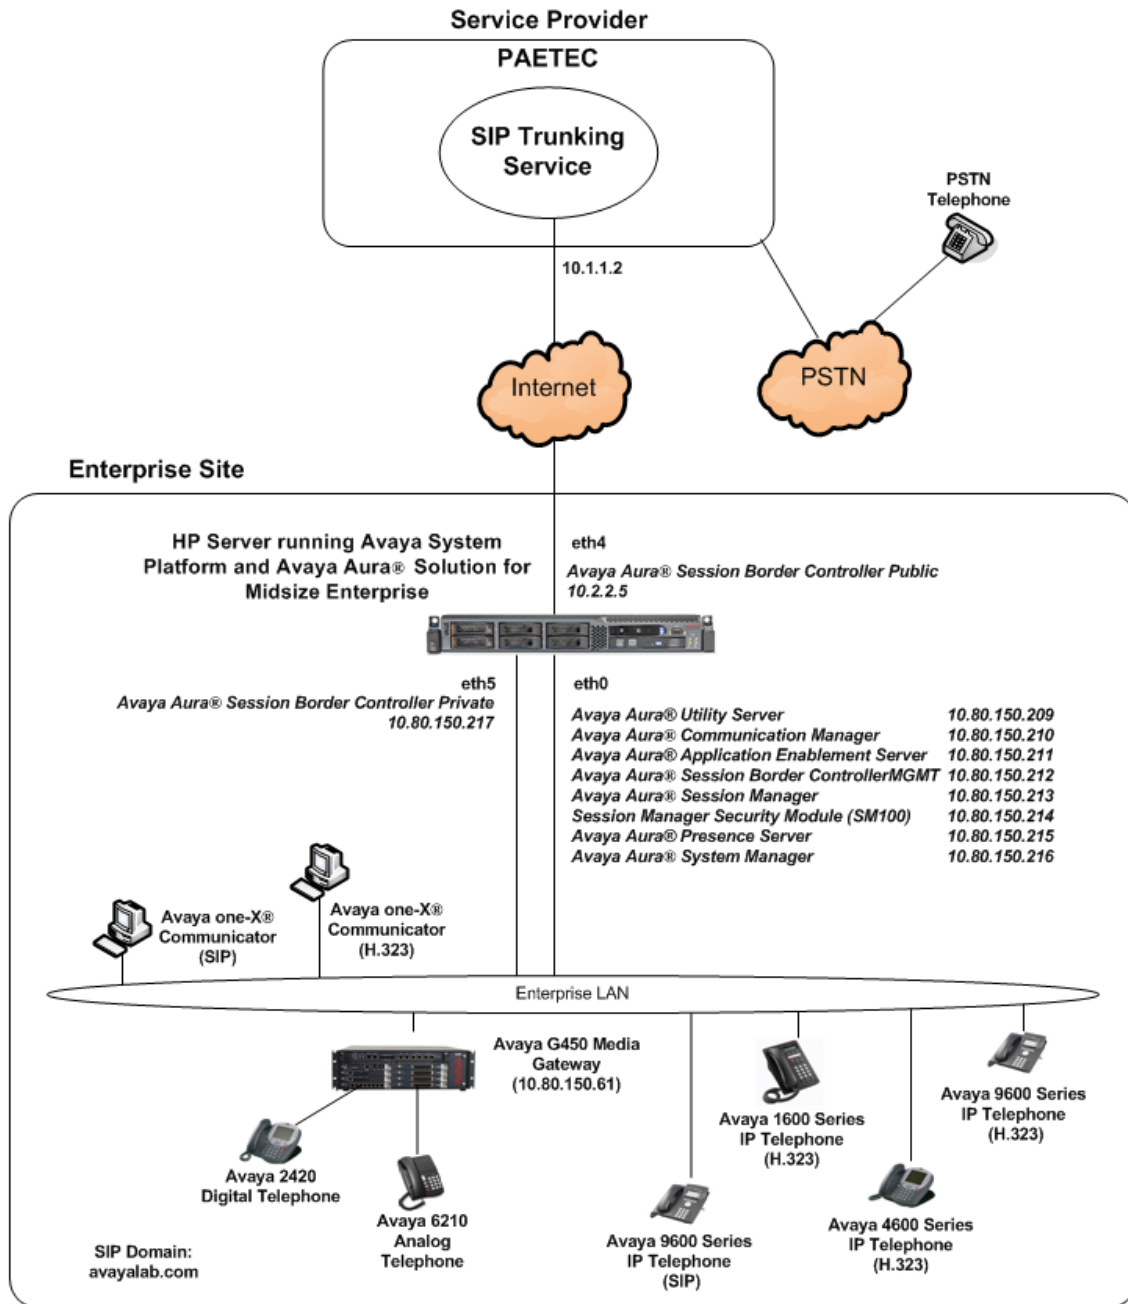 Service Provider
PAETEC
SIP Trunking
Service
PSTN
Telephone
10.1.1.2
Internet
PSTN
Enterprise Site
HP Server running Avaya System
Platform and Avaya Aura® Solution for
Midsize Enterprise
eth4
Avaya Aura® Session Border Controller Public
10.2.2.5
eth5
Avaya Aura® Session Border Controller Private
10.80.150.217
eth0
Avaya Aura® Utility Server 10.80.150.209
Avaya Aura® Communication Manager 10.80.150.210
Avaya Aura® Application Enablement Server 10.80.150.211
Avaya Aura® Session Border ControllerMGMT 10.80.150.212
Avaya Aura® Session Manager 10.80.150.213
Session Manager Security Module (SM100) 10.80.150.214
Avaya Aura® Presence Server 10.80.150.215
Avaya Aura® System Manager 10.80.150.216
Avaya one-X®
Communicator
(SIP)
Avaya one-X®
Communicator
(H.323)
Enterprise LAN
Avaya G450 Media
Gateway
(10.80.150.61)
Avaya 2420
Digital Telephone
Avaya 6210
Analog
Telephone
Avaya 9600 Series
IP Telephone
(SIP)
Avaya 1600 Series
IP Telephone
(H.323)
Avaya 4600 Series
IP Telephone
(H.323)
Avaya 9600 Series
IP Telephone
(H.323)
SIP Domain:
avayalab.com